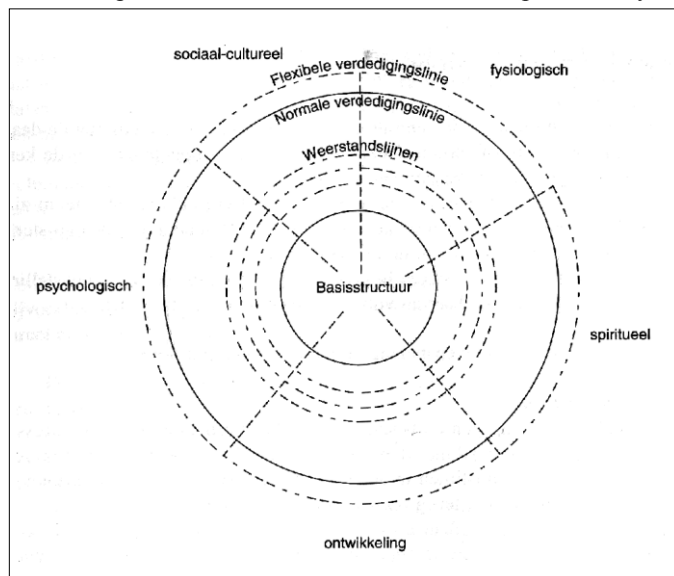 sociaal-cultureel
Flexibele verdedigingslinie
fysiologisch
Normale verdedigingslinie
Weerstandslijnen
psychologisch
Basisstructuur
spiritueel
ontwikkeling